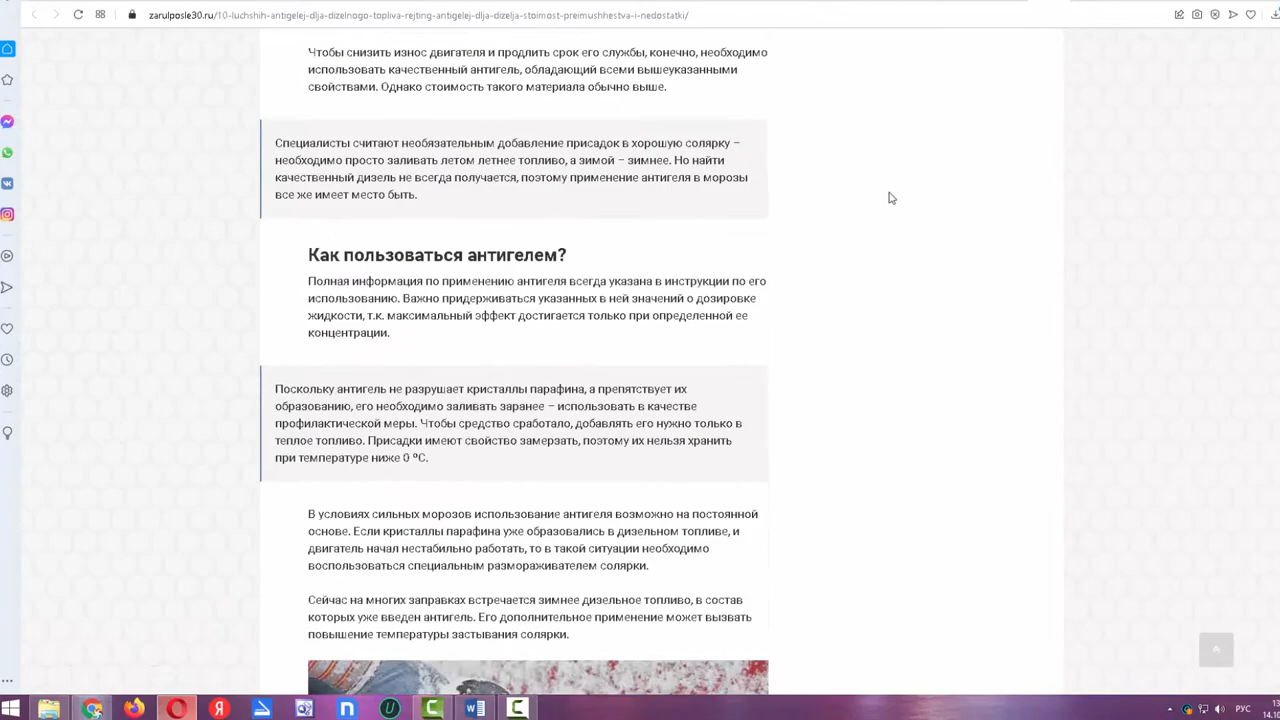 zarulposle30.ru/10-luchshih-antigelej-dlja-dizelnogo-topliva-rejting-antigelej-dlja-dizelja-stoimost-preimushhestva-i-nedostatki/
Чтобы снизить износ двигателя и продлить срок его службы, конечно, необходимо
использовать качественный антигель, обладающий всеми вышеуказанными
свойствами. Однако стоимость такого материала обычно выше.
Специалисты считают необязательным добавление присадок в хорошую солярку –
необходимо просто заливать летом летнее топливо, а зимой – зимнее. Но найти
качественный дизель не всегда получается, поэтому применение антигеля в морозы
все же имеет место быть.
Как пользоваться антигелем?
Полная информация по применению антигеля всегда указана в инструкции по его
использованию. Важно придерживаться указанных в ней значений о дозировке
жидкости, т.к. максимальный эффект достигается только при определенной ее
концентрации.
Поскольку антигель не разрушает кристаллы парафина, а препятствует их
образованию, его необходимо заливать заранее – использовать в качестве
профилактической меры. Чтобы средство сработало, добавлять его нужно только в
теплое топливо. Присадки имеют свойство замерзать, поэтому их нельзя хранить
при температуре ниже 0 ºС.
В условиях сильных морозов использование антигеля возможно на постоянной
основе. Если кристаллы парафина уже образовались в дизельном топливе, и
двигатель начал нестабильно работать, то в такой ситуации необходимо
воспользоваться специальным размораживателем солярки.
Сейчас на многих заправках встречается зимнее дизельное топливо, в состав
которых уже введен антигель. Его дополнительное применение может вызвать
повышение температуры застывания солярки.
РУС
13
14.10